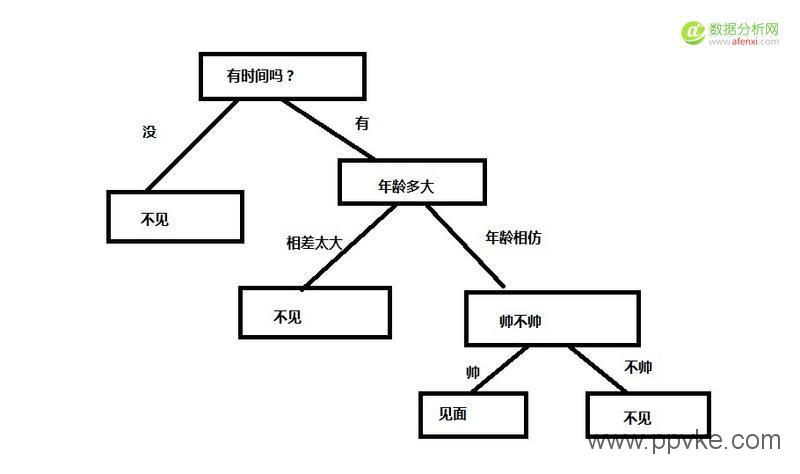 数据分析网
www.afenxi.com
有时间吗？
没
有
年龄多大
不见
相差太大
年龄相仿
不见
帅不帅
帅
不帅
见面
不见
www.ppvke.com